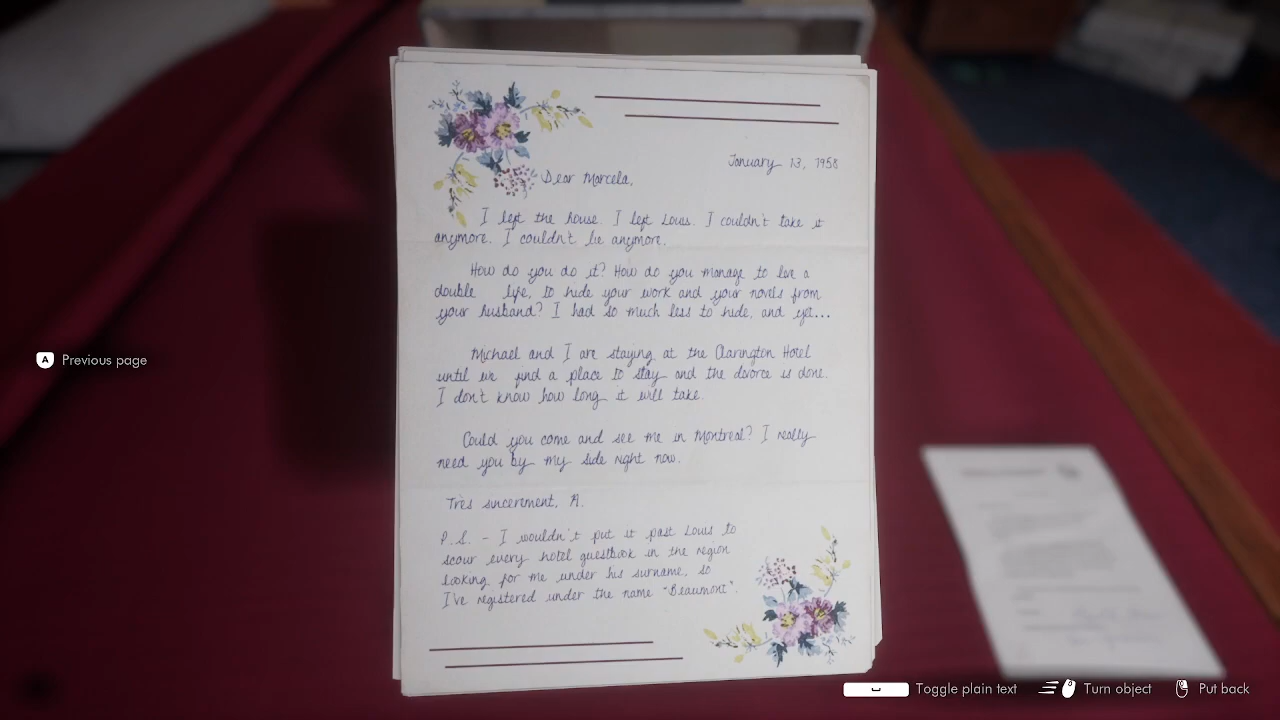 January 13, 1958
Dear Marcela,
I left the house. I left Louis. I couldn't take it
anymore. I couldn't lie anymore.
How do you do it? How do you manage to live a
double life, to hide your work and your novels from
your husband? I had so much less to hide, and yet...
Michael and I are staying at the Clarington Hotel
until we find a place to stay and the divorce is done.
I don't know how long it will take.
Could you come and see me in Montreal? I really
need you by my side right now.
Très sincèrement, A.
P.S. - I wouldn't put it past Louis to
scour every hotel guestbook in the region
looking for me under his surname, so
I've registered under the name "Beaumont".
A Previous page
Toggle plain text
Turn object
Put back